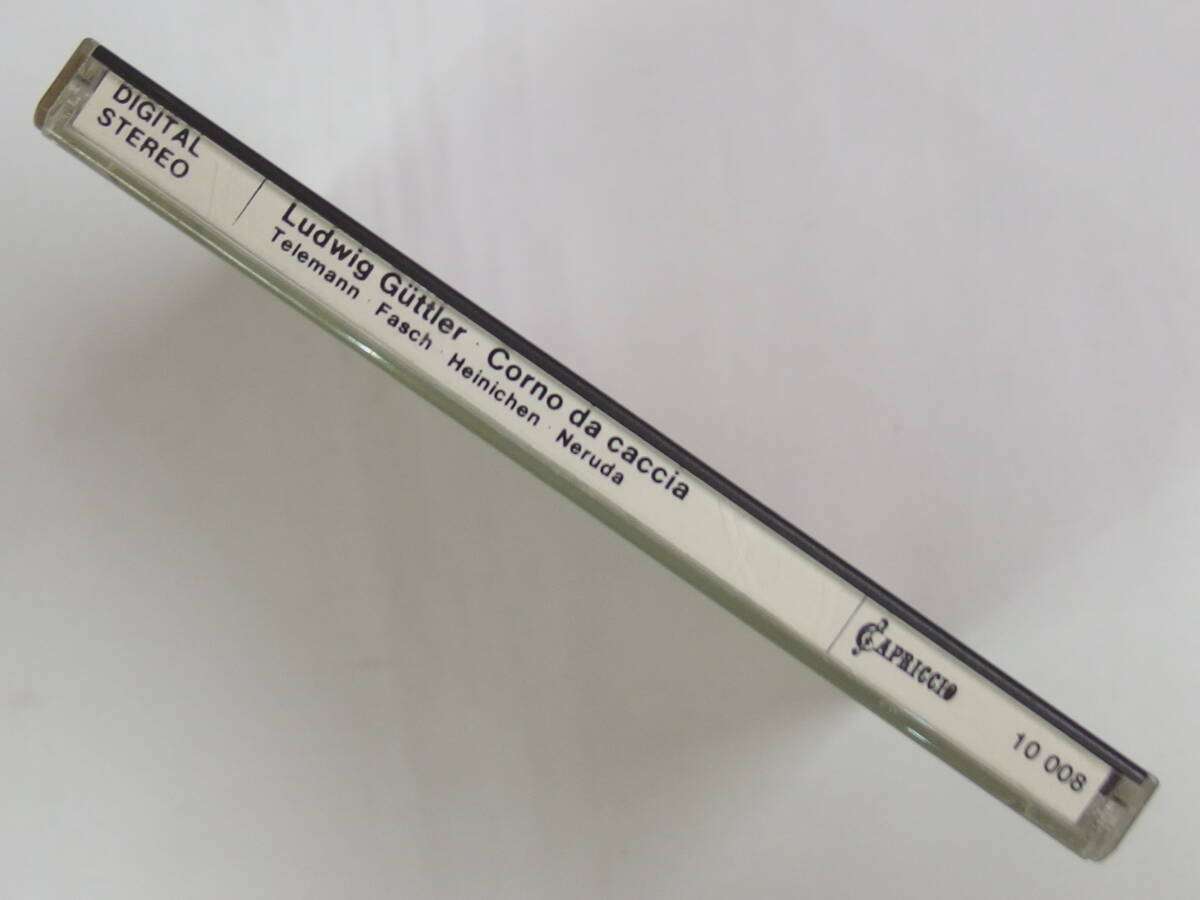 DIGITAL
STEREO
Ludwig Güttler · Corno da caccia
Telemann · Fasch · Heinichen · Neruda
CAPRICCIO
10 008